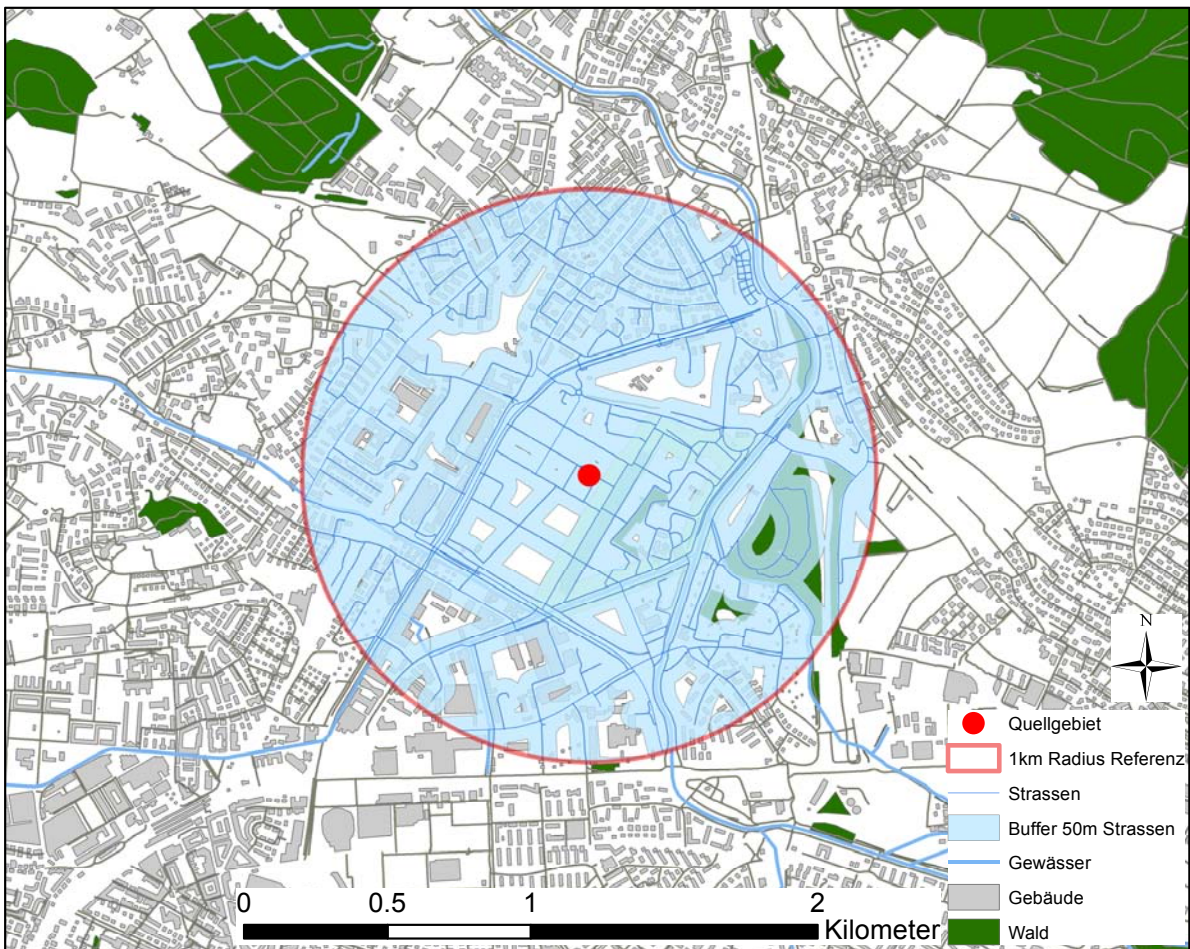 N
Quellgebiet
1km Radius Referenz
Strassen
Buffer 50m Strassen
Gewässer
Gebäude
Wald
0 0.5 1 2
Kilometer